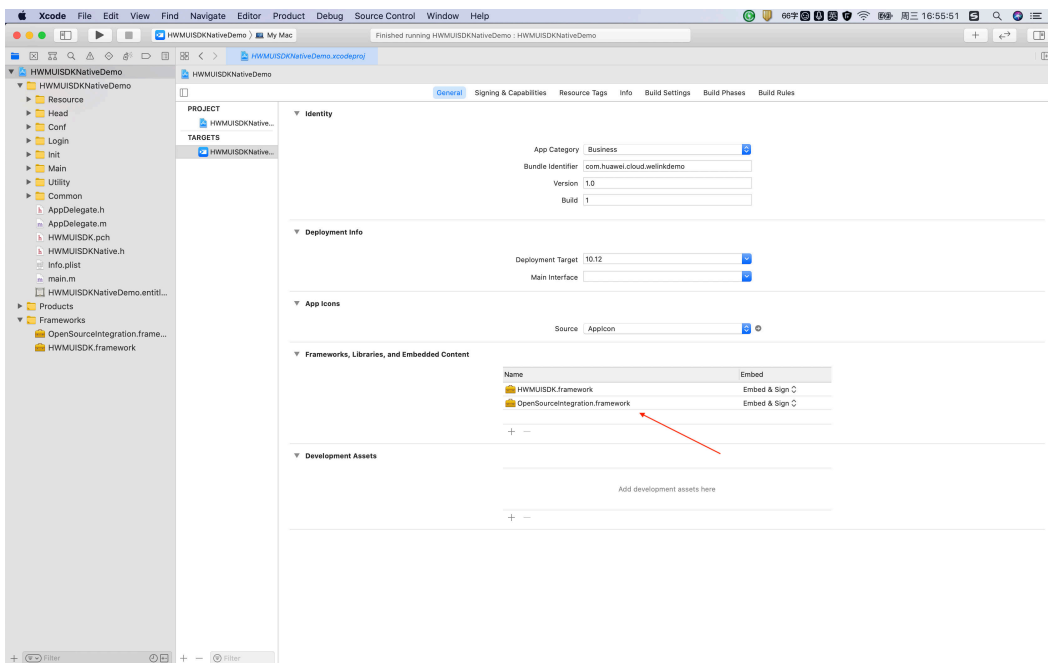 Xcode File Edit View Find Navigate Editor Product Debug Source Control Window Help
66字 英 周三 16:55:51
HWMUISDKNativeDemo My Mac
Finished running HWMUISDKNativeDemo : HWMUISDKNativeDemo
HWMUISDKNativeDemo.xcodeproj
HWMUISDKNativeDemo
HWMUISDKNativeDemo
Resource
Head
Conf
Login
Init
Main
Utility
Common
AppDelegate.h
AppDelegate.m
HWMUISDK.pch
HWMUISDKNative.h
Info.plist
main.m
HWMUISDKNativeDemo.entitl...
Products
Frameworks
OpenSourceIntegration.frame...
HWMUISDK.framework
Filter
HWMUISDKNativeDemo
General Signing & Capabilities Resource Tags Info Build Settings Build Phases Build Rules
PROJECT
HWMUISDKNative...
TARGETS
HWMUISDKNative...
Filter
Identity
App Category Business
Bundle Identifier com.huawei.cloud.welinkdemo
Version 1.0
Build 1
Deployment Info
Deployment Target 10.12
Main Interface
App Icons
Source AppIcon
Frameworks, Libraries, and Embedded Content
Name Embed
HWMUISDK.framework Embed & Sign
OpenSourceIntegration.framework Embed & Sign
Development Assets
Add development assets here